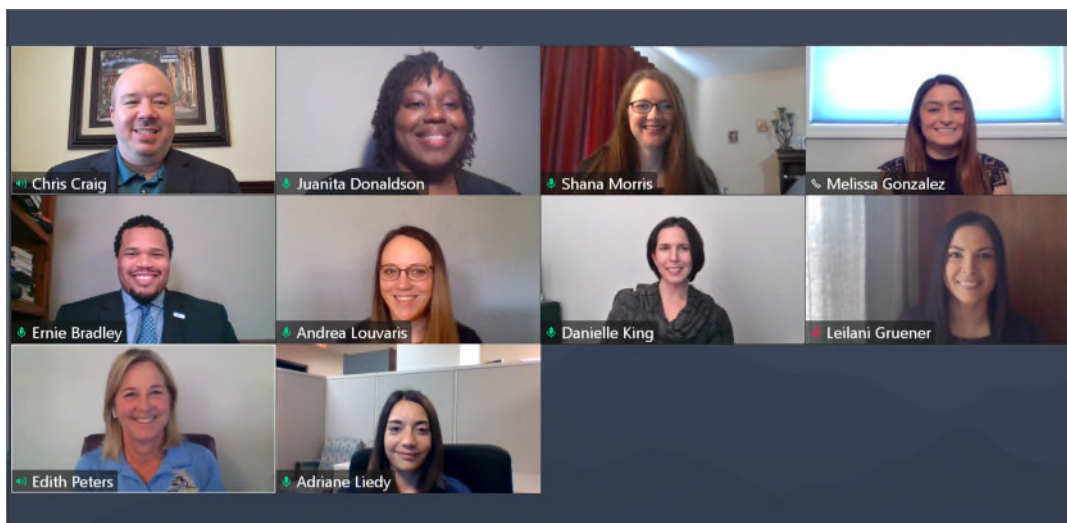 Chris Craig
Juanita Donaldson
Shana Morris
Melissa Gonzalez
Ernie Bradley
Andrea Louvaris
Danielle King
Leilani Gruener
Edith Peters
Adriane Liedy